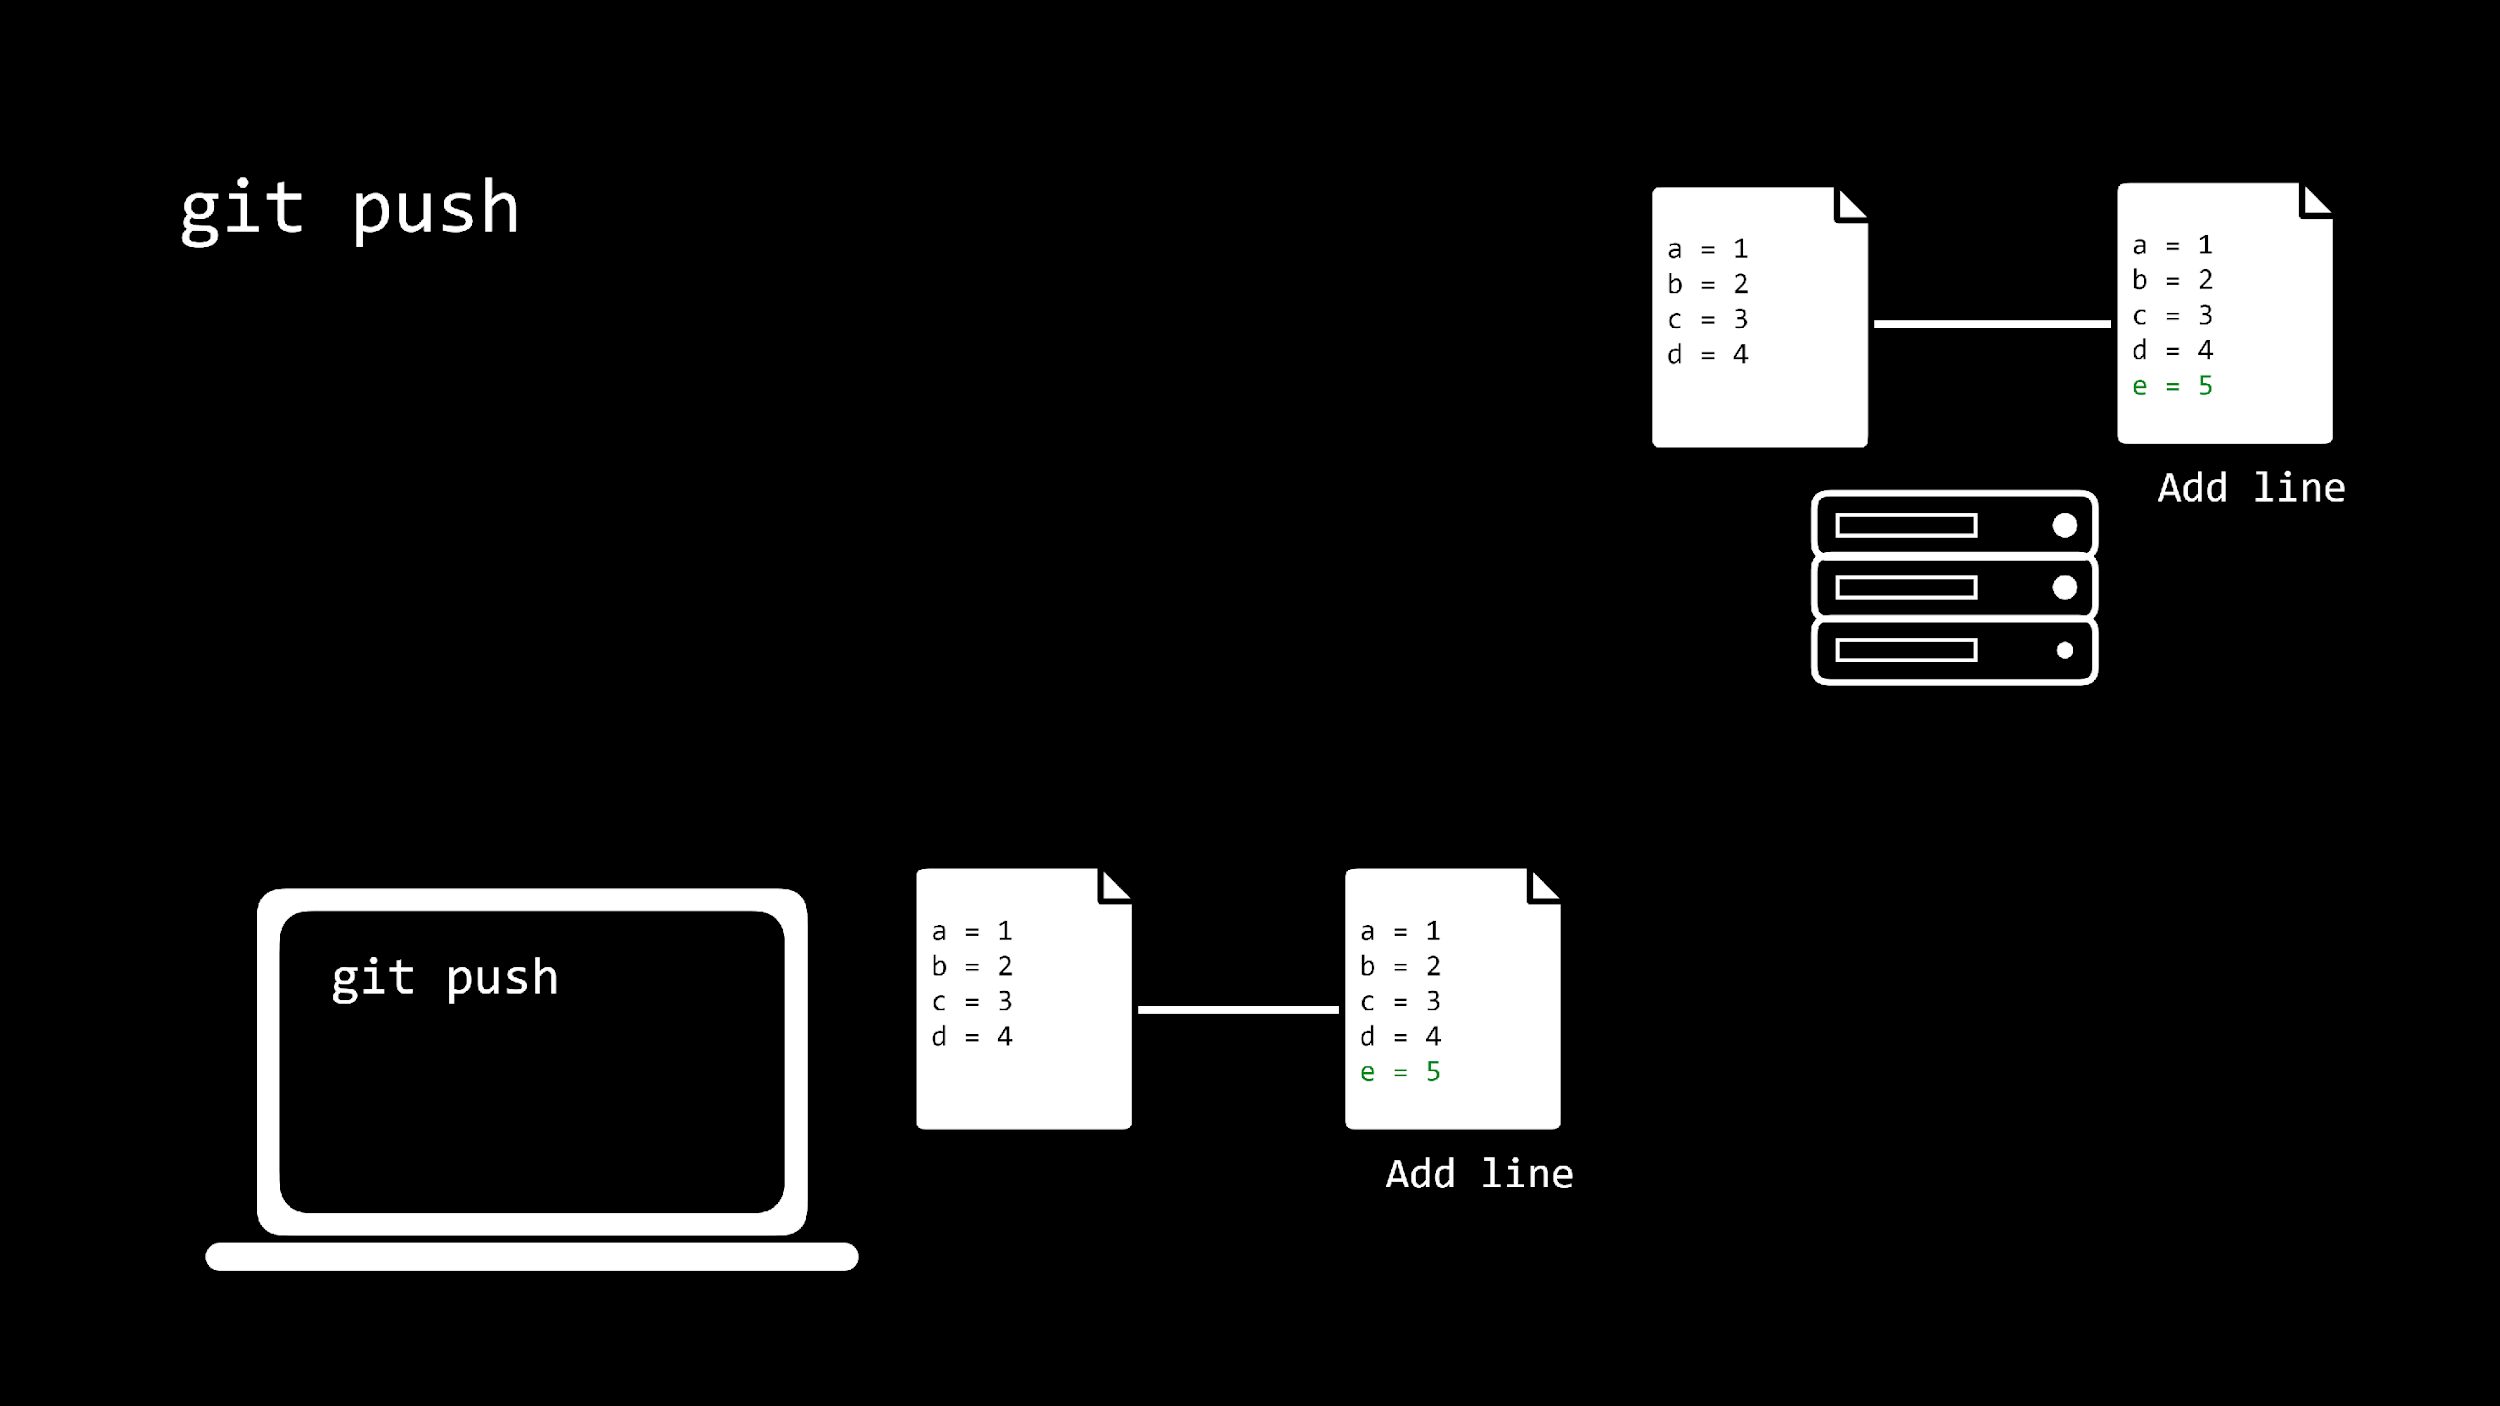 git push
a = 1
b = 2
c = 3
d = 4
a = 1
b = 2
c = 3
d = 4
e = 5
Add line
git push
a = 1
b = 2
c = 3
d = 4
a = 1
b = 2
c = 3
d = 4
e = 5
Add line